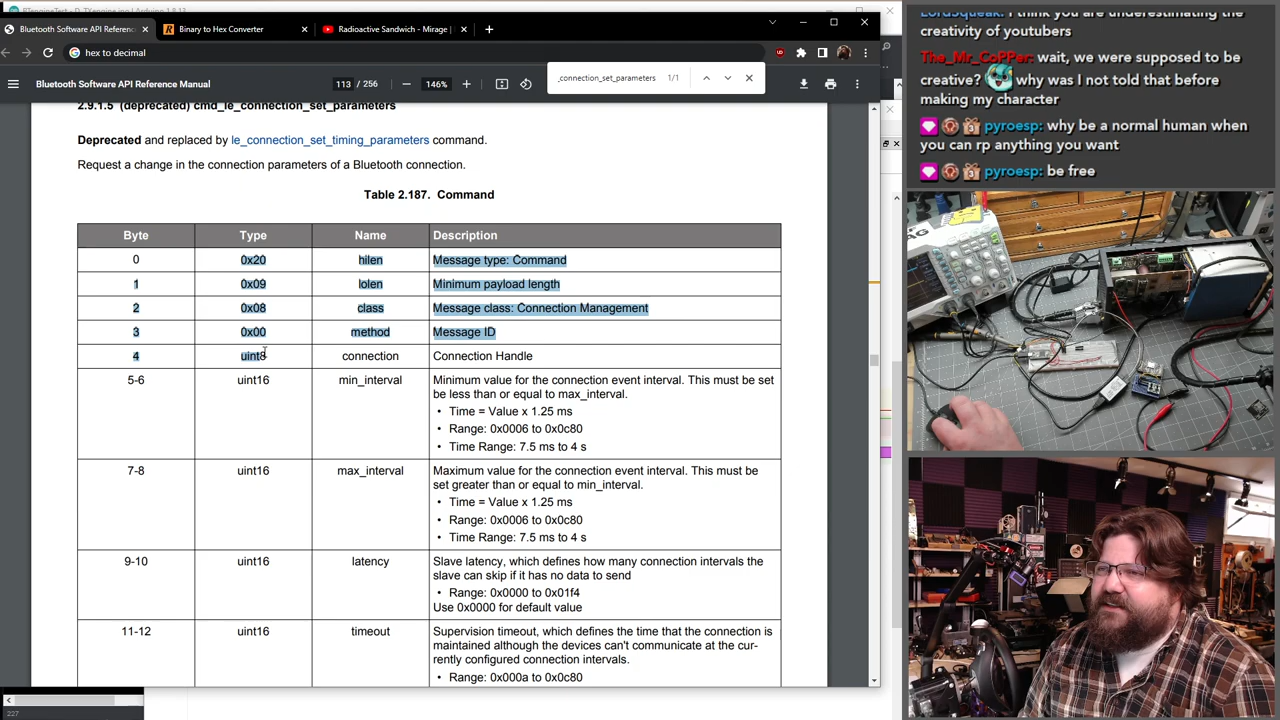 Bluetooth Software API Referen
Binary to Hex Converter
Radioactive Sandwich - Mirage
hex to decimal
_connection_set_parameters 1/1
Bluetooth Software API Reference Manual
113 / 256
146%
2.9.1.5 (deprecated) cmd_le_connection_set_parameters
Deprecated and replaced by le_connection_set_timing_parameters command.
Request a change in the connection parameters of a Bluetooth connection.
Table 2.187. Command
Byte Type Name Description
0 0x20 hilen Message type: Command
1 0x09 lolen Minimum payload length
2 0x08 class Message class: Connection Management
3 0x00 method Message ID
4 uint8 connection Connection Handle
5-6 uint16 min_interval Minimum value for the connection event interval. This must be set
be less than or equal to max_interval.
• Time = Value x 1.25 ms
• Range: 0x0006 to 0x0c80
• Time Range: 7.5 ms to 4 s
7-8 uint16 max_interval Maximum value for the connection event interval. This must be
set greater than or equal to min_interval.
• Time = Value x 1.25 ms
• Range: 0x0006 to 0x0c80
• Time Range: 7.5 ms to 4 s
9-10 uint16 latency Slave latency, which defines how many connection intervals the
slave can skip if it has no data to send
• Range: 0x0000 to 0x01f4
Use 0x0000 for default value
11-12 uint16 timeout Supervision timeout, which defines the time that the connection is
maintained although the devices can't communicate at the cur-
rently configured connection intervals.
• Range: 0x000a to 0x0c80
227
LordSqueak: I think you are underestimating the
creativity of youtubers
The_Mr_CoPPer: wait, we were supposed to be
creative? why was I not told that before
making my character
3 pyroesp: why be a normal human when
you can rp anything you want
3 pyroesp: be free